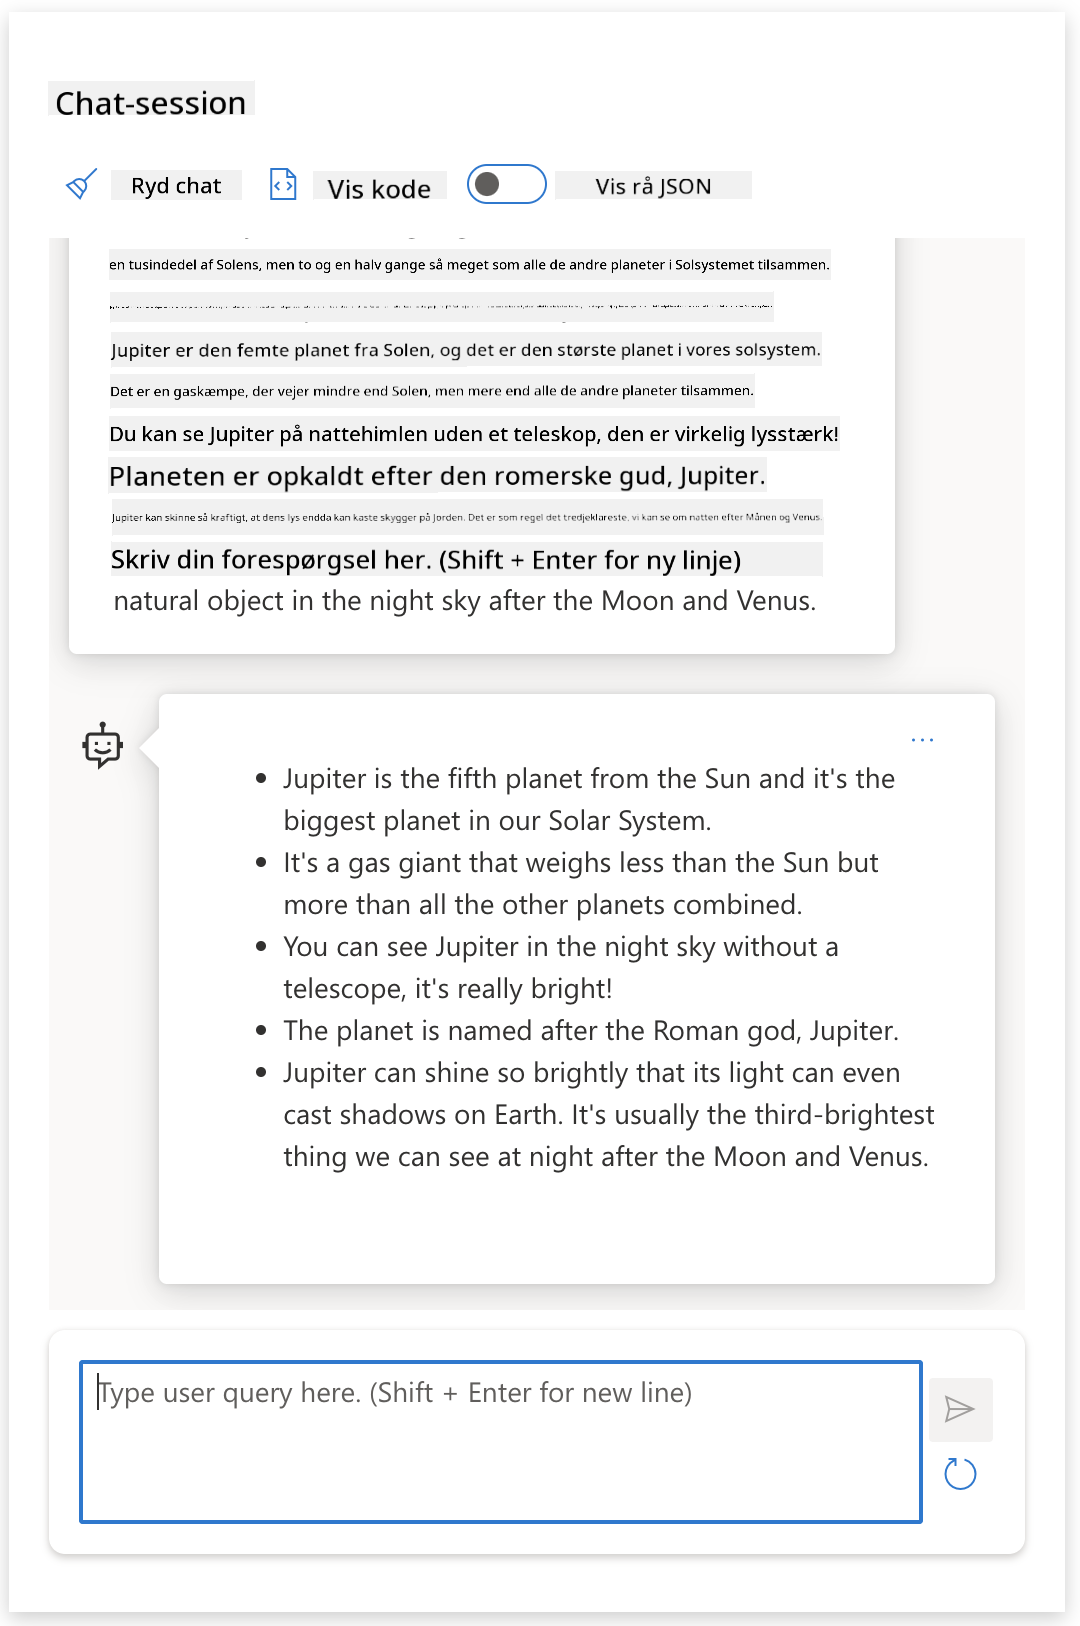 Chat-session
Ryd chat
Vis kode
Vis rå JSON
en tusindedel af Solens, men to og en halv gange så meget som alle de andre planeter i Solsystemet tilsammen.
Jupiter er den femte planet fra Solen, og det er den største planet i vores solsystem.
Det er en gaskæmpe, der vejer mindre end Solen, men mere end alle de andre planeter tilsammen.
Du kan se Jupiter på nattehimlen uden et teleskop, den er virkelig lysstærk!
Planeten er opkaldt efter den romerske gud, Jupiter.
Jupiter kan skinne så kraftigt, at dens lys endda kan kaste skygger på Jorden. Det er som regel det tredjeklareste, vi kan se om natten efter Månen og Venus.
Skriv din forespørgsel her. (Shift + Enter for ny linje)
natural object in the night sky after the Moon and Venus.
...
• Jupiter is the fifth planet from the Sun and it's the
biggest planet in our Solar System.
• It's a gas giant that weighs less than the Sun but
more than all the other planets combined.
• You can see Jupiter in the night sky without a
telescope, it's really bright!
• The planet is named after the Roman god, Jupiter.
• Jupiter can shine so brightly that its light can even
cast shadows on Earth. It's usually the third-brightest
thing we can see at night after the Moon and Venus.
Type user query here. (Shift + Enter for new line)